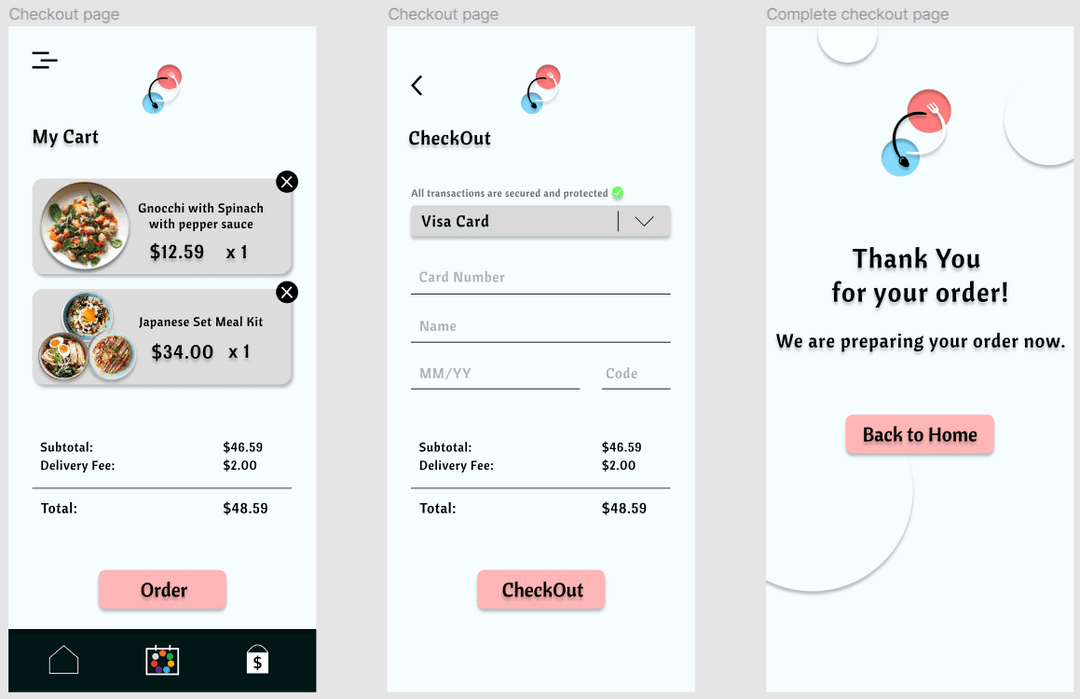 Checkout page
My Cart
Gnocchi with Spinach
with pepper sauce
$12.59 x 1
Japanese Set Meal Kit
$34.00 x 1
Subtotal: $46.59
Delivery Fee: $2.00
Total: $48.59
Order
$
Checkout page
CheckOut
All transactions are secured and protected
Visa Card
Card Number
Name
MM/YY Code
Subtotal: $46.59
Delivery Fee: $2.00
Total: $48.59
CheckOut
Complete checkout page
Thank You
for your order!
We are preparing your order now.
Back to Home